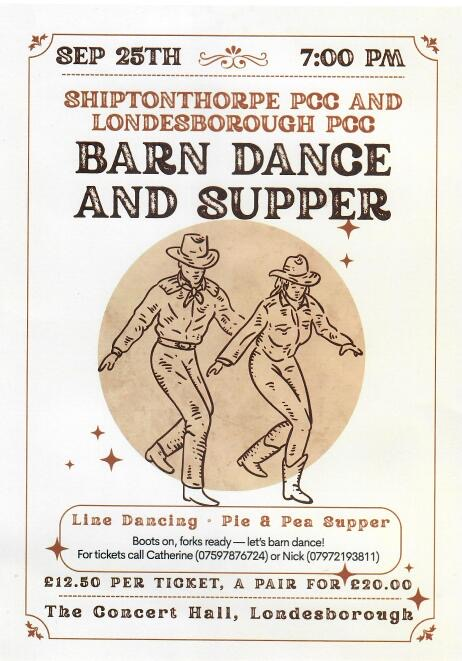 SEP 25TH 7:00 PM
SHIPTONTHORPE PCC AND
LONDESBOROUGH PCC
BARN DANCE
AND SUPPER
Line Dancing · Pie & Pea Supper
Boots on, forks ready — let's barn dance!
For tickets call Catherine (07597876724) or Nick (07972193811)
£12.50 PER TICKET, A PAIR FOR £20.00
The Concert Hall, Londesborough